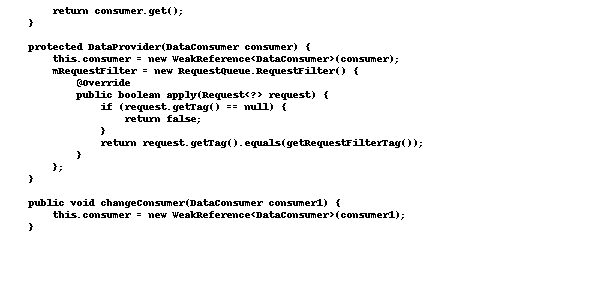 return consumer.get();
}
protected DataProvider(DataConsumer consumer) {
this.consumer = new WeakReference<DataConsumer>(consumer);
mRequestFilter = new RequestQueue.RequestFilter() {
@Override
public boolean apply(Request<?> request) {
if (request.getTag() == null) {
return false;
}
return request.getTag().equals(getRequestFilterTag());
}
};
}
public void changeConsumer(DataConsumer consumer1) {
this.consumer = new WeakReference<DataConsumer>(consumer1);
}